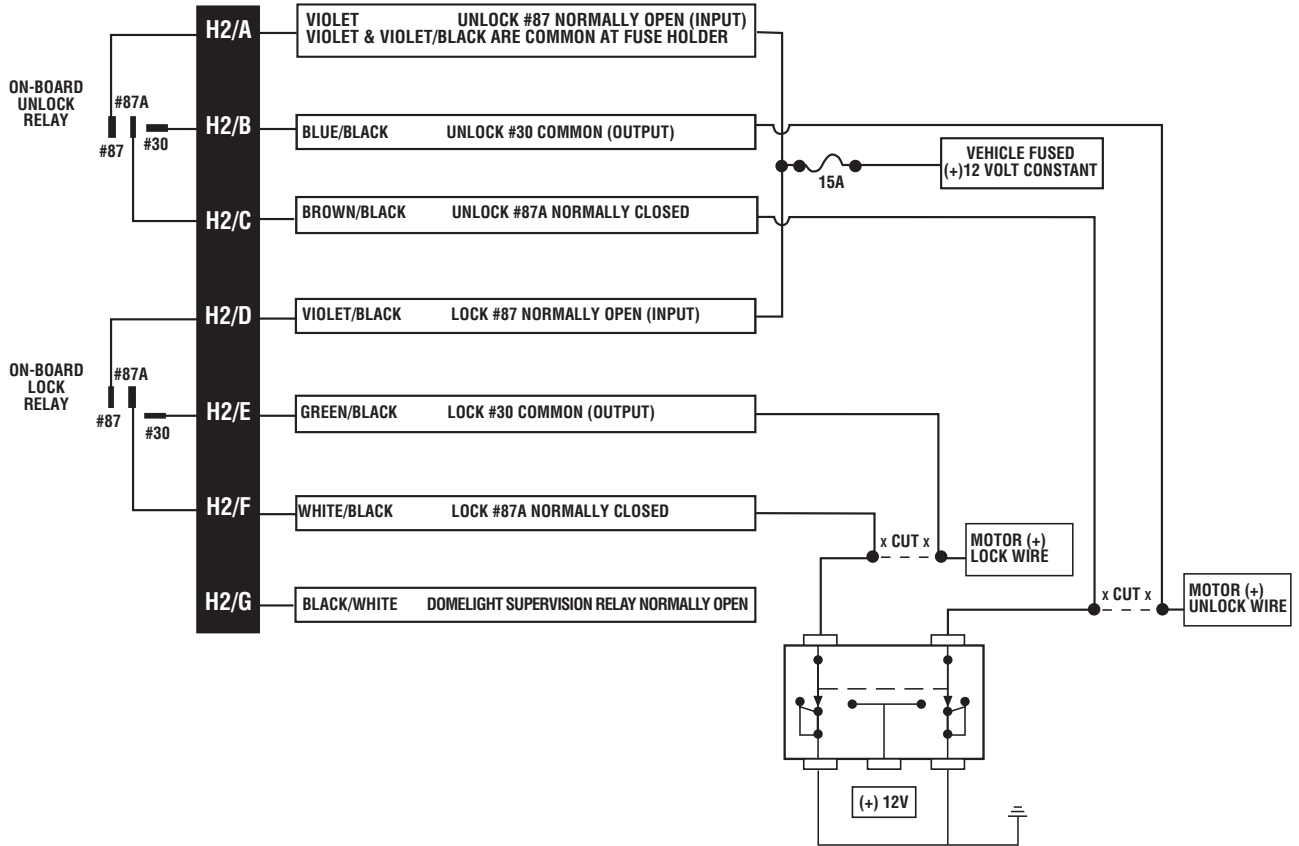 H2/A
VIOLET UNLOCK #87 NORMALLY OPEN (INPUT)
VIOLET & VIOLET/BLACK ARE COMMON AT FUSE HOLDER
ON-BOARD
UNLOCK
RELAY
#87A
#87
#30
H2/B
BLUE/BLACK UNLOCK #30 COMMON (OUTPUT)
15A
VEHICLE FUSED
(+)12 VOLT CONSTANT
H2/C
BROWN/BLACK UNLOCK #87A NORMALLY CLOSED
H2/D
VIOLET/BLACK LOCK #87 NORMALLY OPEN (INPUT)
ON-BOARD
LOCK
RELAY
#87A
#87
#30
H2/E
GREEN/BLACK LOCK #30 COMMON (OUTPUT)
H2/F
WHITE/BLACK LOCK #87A NORMALLY CLOSED
x CUT x
MOTOR (+)
LOCK WIRE
H2/G
BLACK/WHITE DOMELIGHT SUPERVISION RELAY NORMALLY OPEN
x CUT x
MOTOR (+)
UNLOCK WIRE
(+) 12V